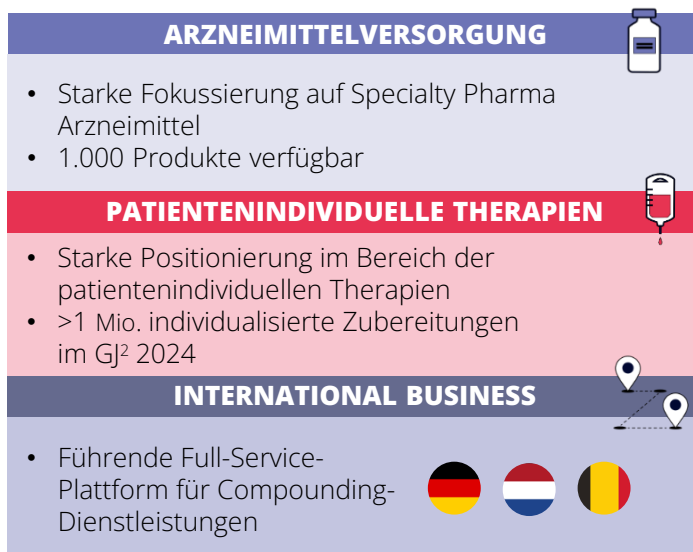 ARZNEIMITTELVERSORGUNG
• Starke Fokussierung auf Specialty Pharma
Arzneimittel
• 1.000 Produkte verfügbar
PATIENTENINDIVIDUELLE THERAPIEN
• Starke Positionierung im Bereich der
patientenindividuellen Therapien
• >1 Mio. individualisierte Zubereitungen
im GJ² 2024
INTERNATIONAL BUSINESS
• Führende Full-Service-
Plattform für Compounding-
Dienstleistungen